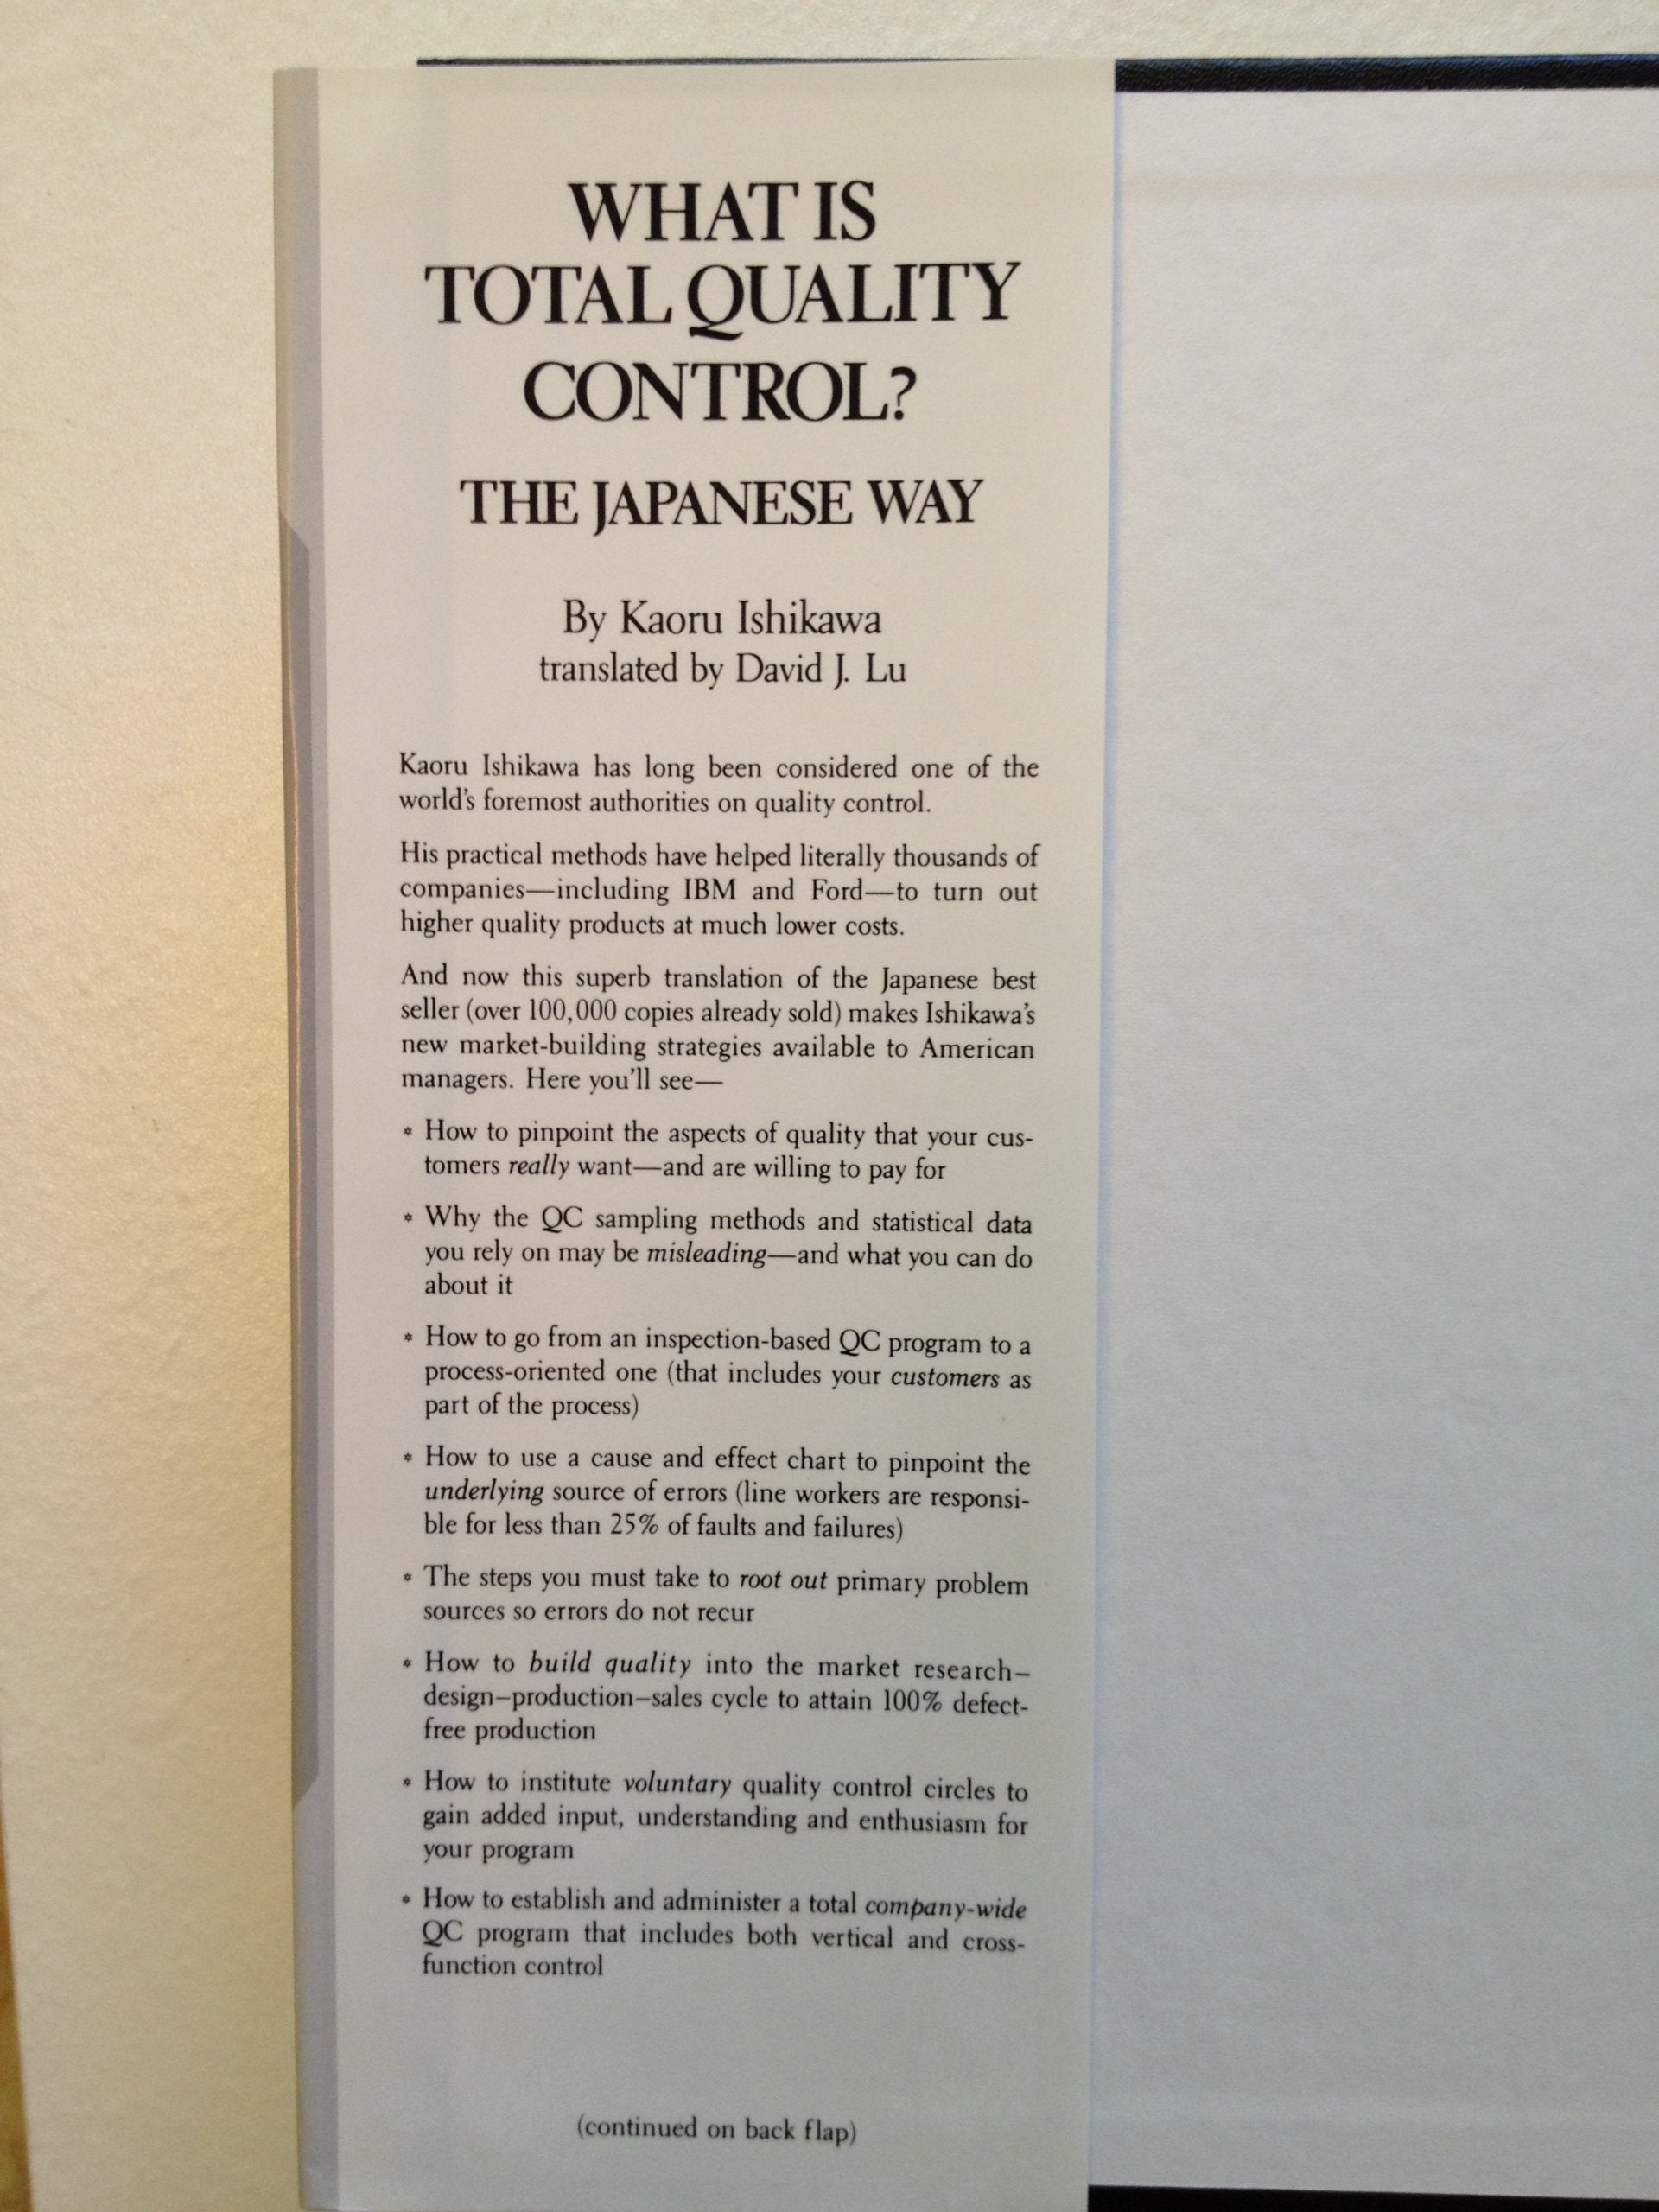 WHAT IS
TOTAL QUALITY
CONTROL?
THE JAPANESE WAY
By Kaoru Ishikawa
translated by David J. Lu
Kaoru Ishikawa has long been considered one of the
world's foremost authorities on quality control.
His practical methods have helped literally thousands of
companies—including IBM and Ford—to turn out
higher quality products at much lower costs.
And now this superb translation of the Japanese best
seller (over 100,000 copies already sold) makes Ishikawa's
new market-building strategies available to American
managers. Here you'll see—
* How to pinpoint the aspects of quality that your cus-
tomers really want—and are willing to pay for
* Why the QC sampling methods and statistical data
you rely on may be misleading—and what you can do
about it
* How to go from an inspection-based QC program to a
process-oriented one (that includes your customers as
part of the process)
* How to use a cause and effect chart to pinpoint the
underlying source of errors (line workers are responsi-
ble for less than 25% of faults and failures)
* The steps you must take to root out primary problem
sources so errors do not recur
* How to build quality into the market research–
design–production–sales cycle to attain 100% defect-
free production
* How to institute voluntary quality control circles to
gain added input, understanding and enthusiasm for
your program
* How to establish and administer a total company-wide
QC program that includes both vertical and cross-
function control
(continued on back flap)